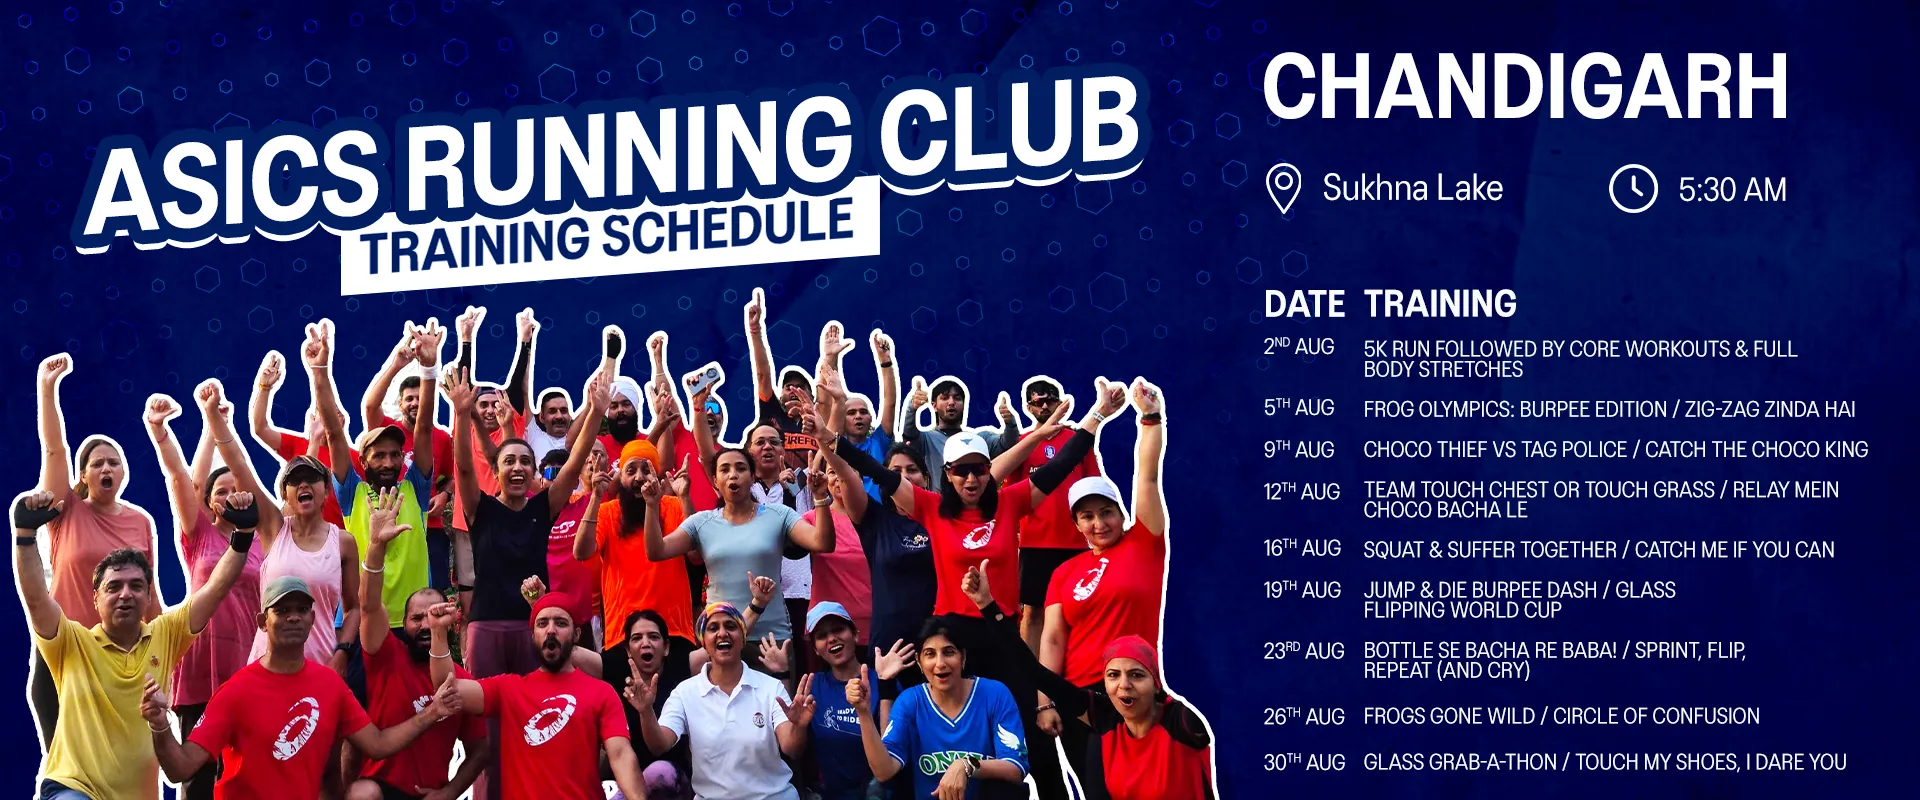 ASICS RUNNING CLUB
TRAINING SCHEDULE
CHANDIGARH
Sukhna Lake
5:30 AM
DATE TRAINING
2ND AUG 5K RUN FOLLOWED BY CORE WORKOUTS & FULL
BODY STRETCHES
5TH AUG FROG OLYMPICS: BURPEE EDITION / ZIG-ZAG ZINDA HAI
9TH AUG CHOCO THIEF VS TAG POLICE / CATCH THE CHOCO KING
12TH AUG TEAM TOUCH CHEST OR TOUCH GRASS / RELAY MEIN
CHOCO BACHA LE
16TH AUG SQUAT & SUFFER TOGETHER / CATCH ME IF YOU CAN
19TH AUG JUMP & DIE BURPEE DASH / GLASS
FLIPPING WORLD CUP
23RD AUG BOTTLE SE BACHA RE BABA! / SPRINT, FLIP,
REPEAT (AND CRY)
26TH AUG FROGS GONE WILD / CIRCLE OF CONFUSION
30TH AUG GLASS GRAB-A-THON / TOUCH MY SHOES, I DARE YOU
READY
TO RIDE